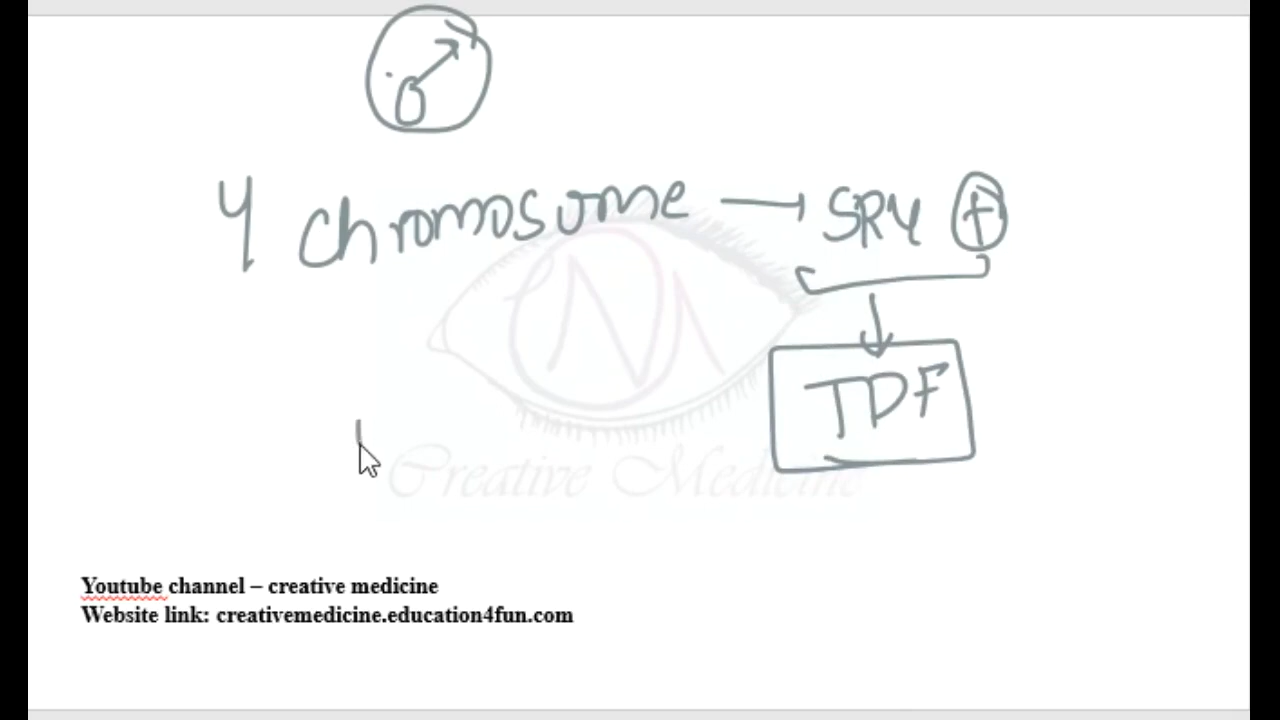 Y chromosome → SRY +
TDF
Creative Medicine
Youtube channel – creative medicine
Website link: creativemedicine.education4fun.com